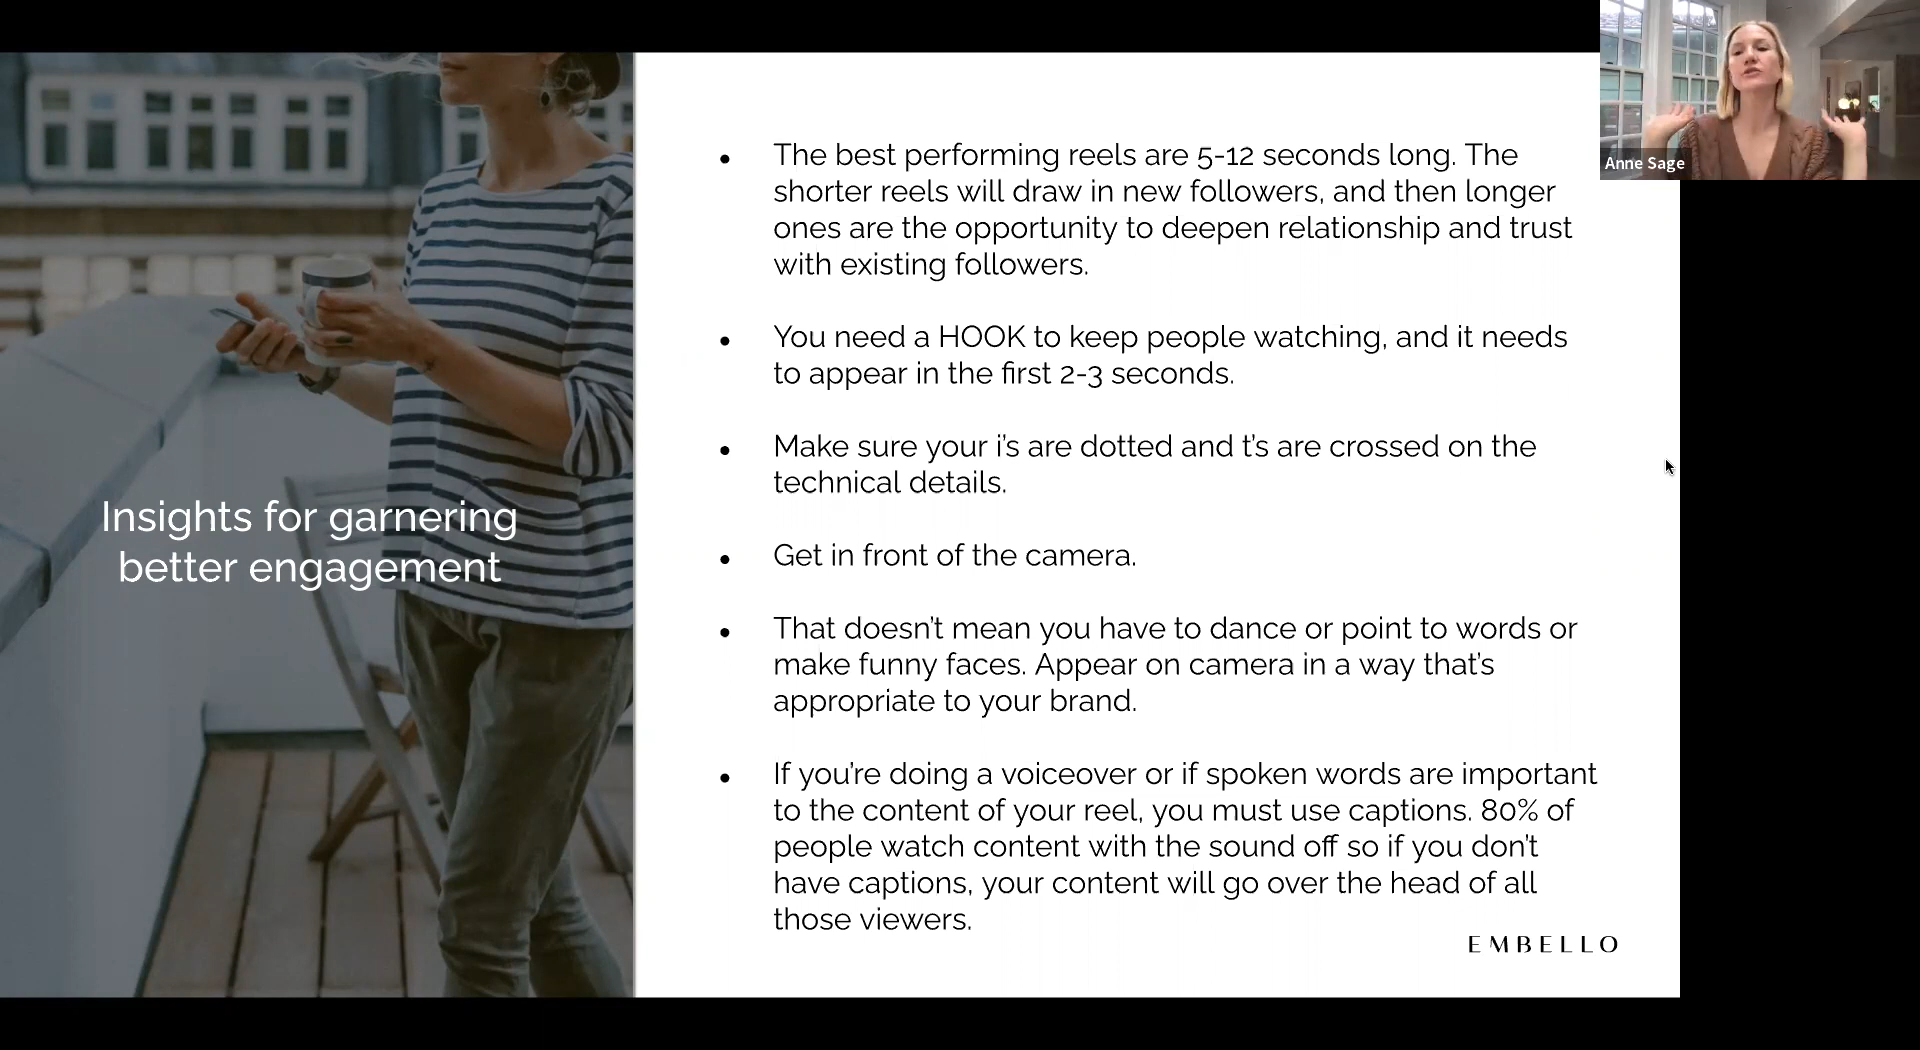 Anne Sage
Insights for garnering
better engagement
● The best performing reels are 5-12 seconds long. The
shorter reels will draw in new followers, and then longer
ones are the opportunity to deepen relationship and trust
with existing followers.
● You need a HOOK to keep people watching, and it needs
to appear in the first 2-3 seconds.
● Make sure your i’s are dotted and t’s are crossed on the
technical details.
● Get in front of the camera.
● That doesn’t mean you have to dance or point to words or
make funny faces. Appear on camera in a way that’s
appropriate to your brand.
● If you’re doing a voiceover or if spoken words are important
to the content of your reel, you must use captions. 80% of
people watch content with the sound off so if you don’t
have captions, your content will go over the head of all
those viewers.
EMBELLO